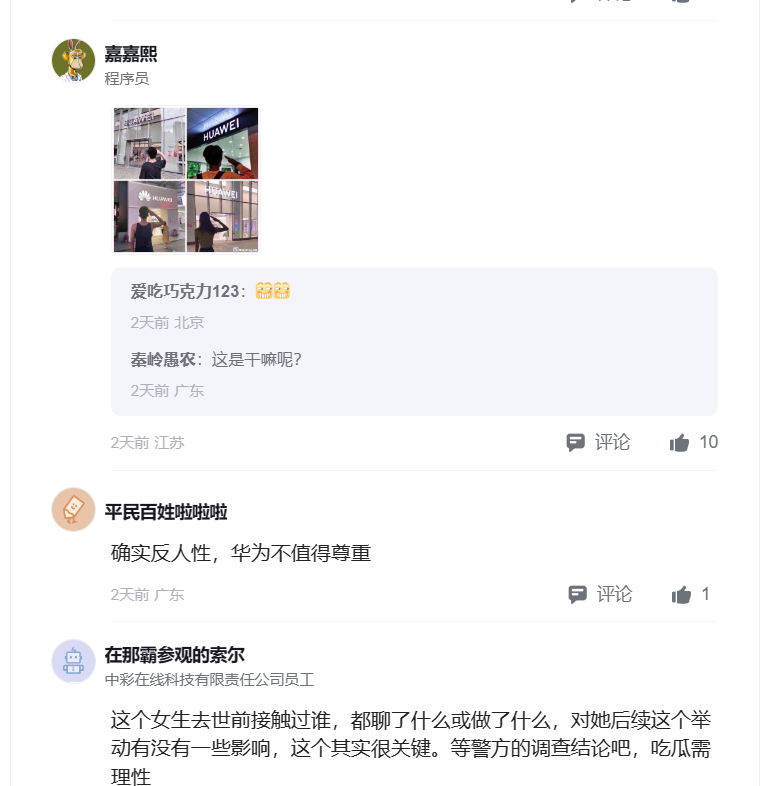 嘉嘉熙
程序员
HUAWEI
HUAWEI
HUAWEI
HUAWEI
爱吃巧克力123：
2天前 北京
秦岭愚农：这是干嘛呢？
2天前 广东
2天前 江苏 评论 10
平民百姓啦啦啦
确实反人性，华为不值得尊重
2天前 广东 评论 1
在那霸参观的索尔
中彩在线科技有限责任公司员工
这个女生去世前接触过谁，都聊了什么或做了什么，对她后续这个举
动有没有一些影响，这个其实很关键。等警方的调查结论吧，吃瓜需
理性